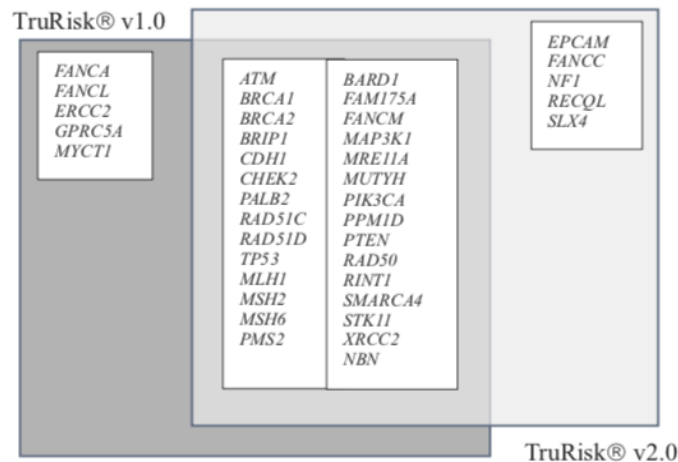 TruRisk® v1.0
FANCA
FANCL
ERCC2
GPRC5A
MYCT1
ATM
BRCA1
BRCA2
BRIP1
CDH1
CHEK2
PALB2
RAD51C
RAD51D
TP53
MLH1
MSH2
MSH6
PMS2
BARD1
FAM175A
FANCM
MAP3K1
MRE11A
MUTYH
PIK3CA
PPM1D
PTEN
RAD50
RINT1
SMARCA4
STK11
XRCC2
NBN
EPCAM
FANCC
NF1
RECQL
SLX4
TruRisk® v2.0